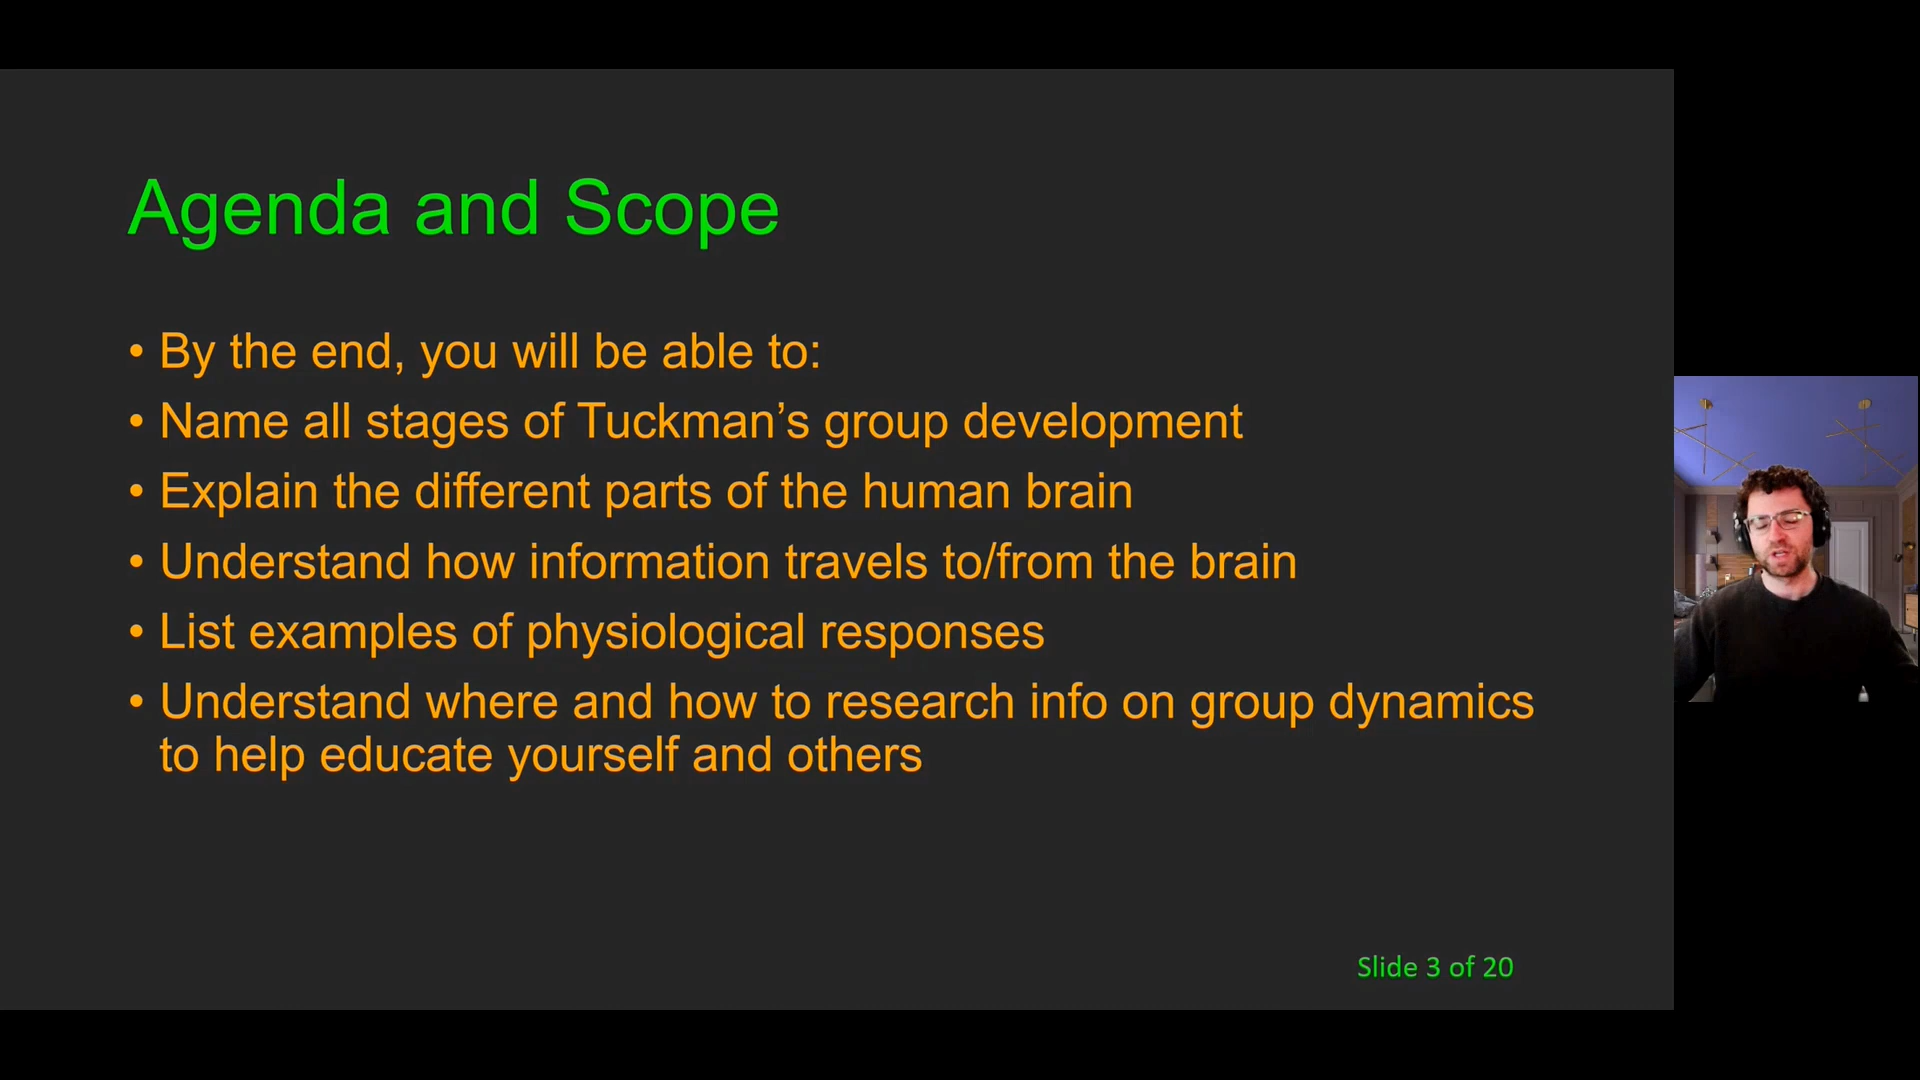 Agenda and Scope
• By the end, you will be able to:
• Name all stages of Tuckman’s group development
• Explain the different parts of the human brain
• Understand how information travels to/from the brain
• List examples of physiological responses
• Understand where and how to research info on group dynamics
to help educate yourself and others
Slide 3 of 20